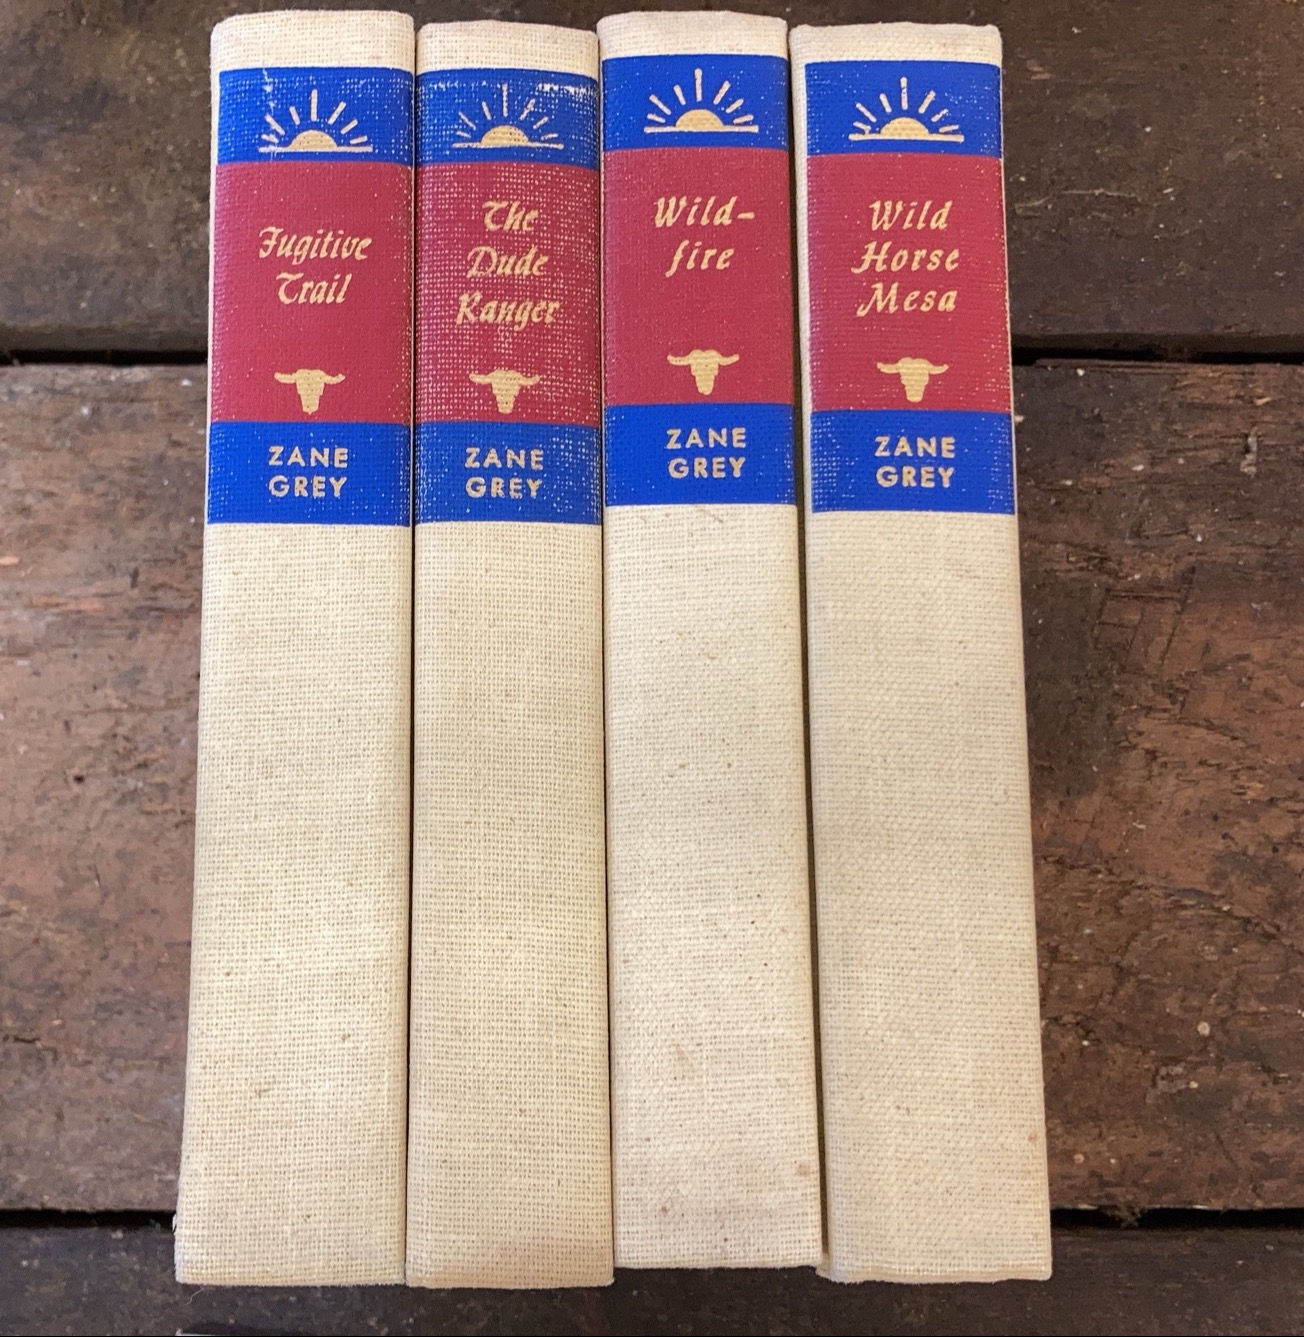 Fugitive
Trail
ZANE
GREY
The
Dude
Ranger
ZANE
GREY
Wild-
fire
ZANE
GREY
Wild
Horse
Mesa
ZANE
GREY